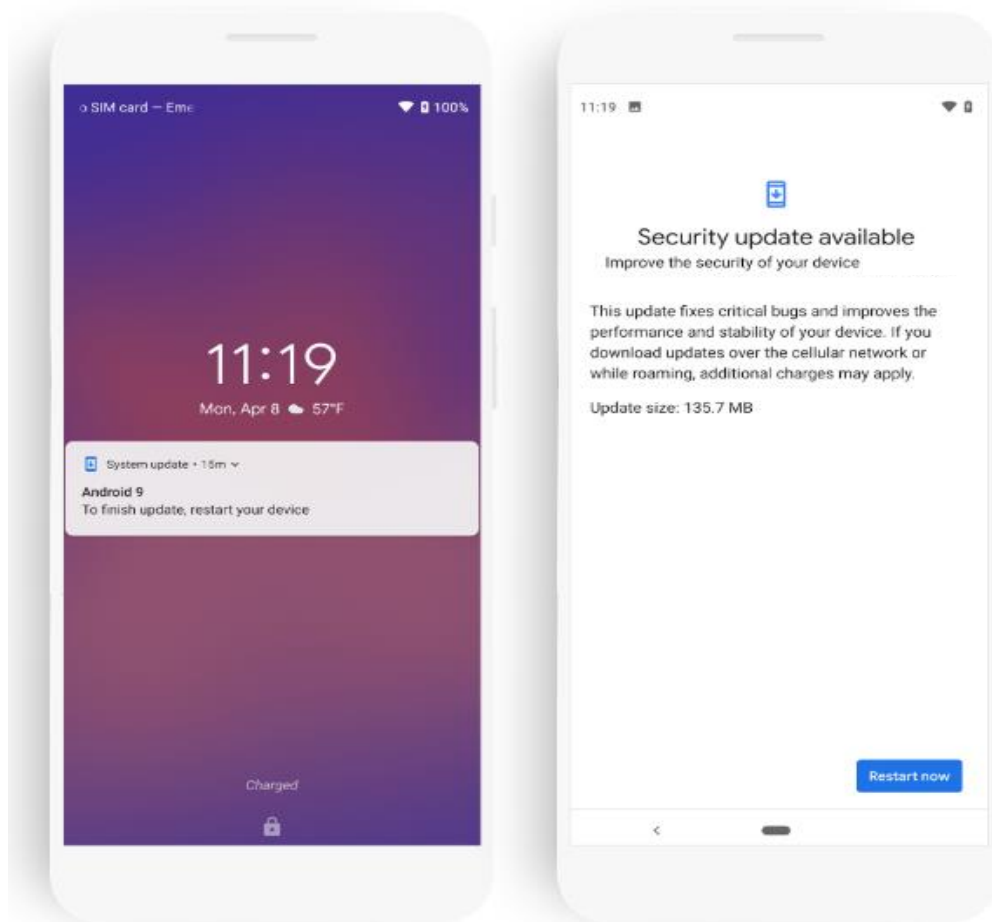 o SIM card — Eme
100%
11:19
Mon, Apr 8 57°F
System update • 15m
Android 9
To finish update, restart your device
Charged
11:19
Security update available
Improve the security of your device
This update fixes critical bugs and improves the
performance and stability of your device. If you
download updates over the cellular network or
while roaming, additional charges may apply.
Update size: 135.7 MB
Restart now